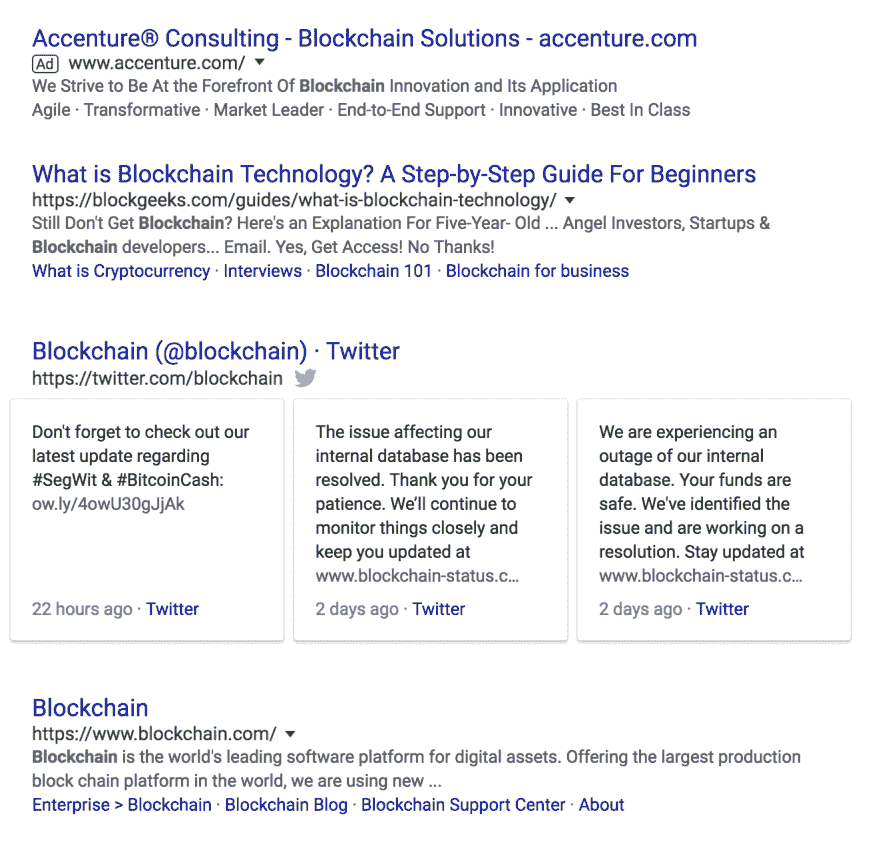 Accenture® Consulting - Blockchain Solutions - accenture.com
Ad www.accenture.com/
We Strive to Be At the Forefront Of Blockchain Innovation and Its Application
Agile · Transformative · Market Leader · End-to-End Support · Innovative · Best In Class
What is Blockchain Technology? A Step-by-Step Guide For Beginners
https://blockgeeks.com/guides/what-is-blockchain-technology/
Still Don't Get Blockchain? Here's an Explanation For Five-Year- Old ... Angel Investors, Startups &
Blockchain developers... Email. Yes, Get Access! No Thanks!
What is Cryptocurrency · Interviews · Blockchain 101 · Blockchain for business
Blockchain (@blockchain) · Twitter
https://twitter.com/blockchain
Don't forget to check out our
latest update regarding
#SegWit & #BitcoinCash:
ow.ly/4owU30gJjAk
22 hours ago · Twitter
The issue affecting our
internal database has been
resolved. Thank you for your
patience. We’ll continue to
monitor things closely and
keep you updated at
www.blockchain-status.c...
2 days ago · Twitter
We are experiencing an
outage of our internal
database. Your funds are
safe. We've identified the
issue and are working on a
resolution. Stay updated at
www.blockchain-status.c...
2 days ago · Twitter
Blockchain
https://www.blockchain.com/
Blockchain is the world's leading software platform for digital assets. Offering the largest production
block chain platform in the world, we are using new ...
Enterprise > Blockchain · Blockchain Blog · Blockchain Support Center · About